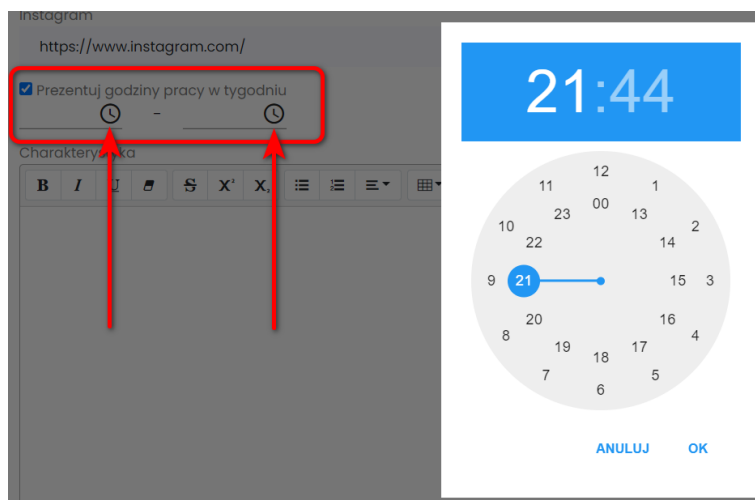 Instagram
https://www.instagram.com/
Prezentuj godziny pracy w tygodniu
-
Charakterys ka
B I U S X² X₂
21:44
12
11 1
00
23 13
10 2
22 14
9 21 15 3
20 16
8 4
19 17
18
7 5
6
ANULUJ OK